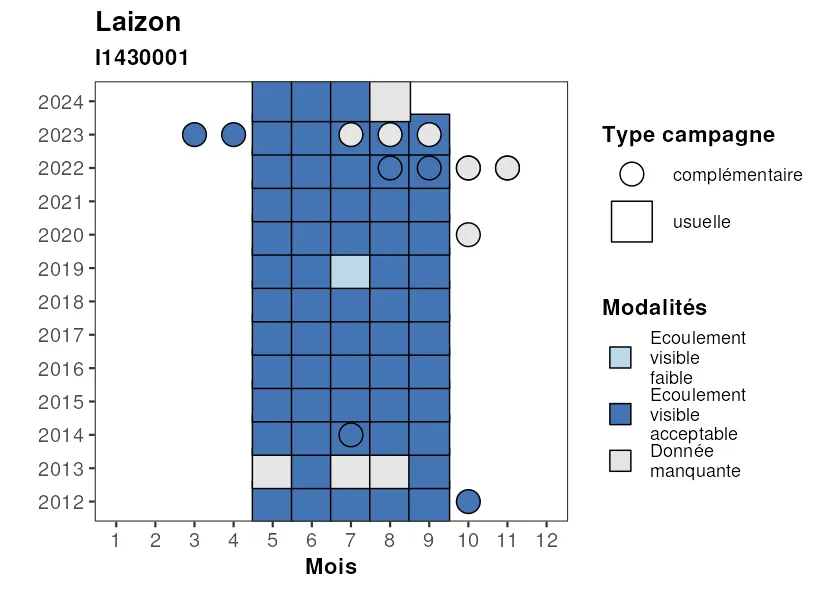 Laizon
I1430001
2024
2023
2022
2021
2020
2019
2018
2017
2016
2015
2014
2013
2012
1 2 3 4 5 6 7 8 9 10 11 12
Mois
Type campagne
complémentaire
usuelle
Modalités
Ecoulement
visible
faible
Ecoulement
visible
acceptable
Donnée
manquante